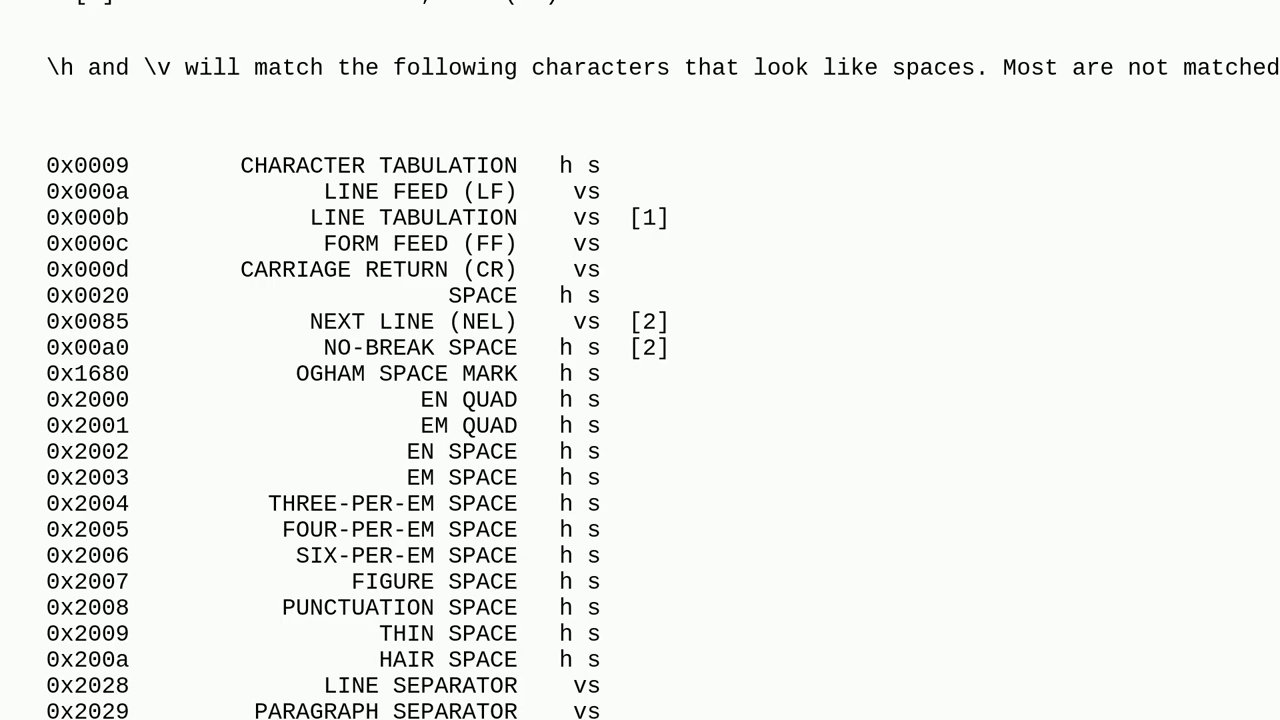 \h and \v will match the following characters that look like spaces. Most are not matched
0x0009        CHARACTER TABULATION   h s
0x000a              LINE FEED (LF)    vs
0x000b             LINE TABULATION    vs  [1]
0x000c              FORM FEED (FF)    vs
0x000d        CARRIAGE RETURN (CR)    vs
0x0020                       SPACE   h s
0x0085             NEXT LINE (NEL)    vs  [2]
0x00a0              NO-BREAK SPACE   h s  [2]
0x1680            OGHAM SPACE MARK   h s
0x2000                     EN QUAD   h s
0x2001                     EM QUAD   h s
0x2002                    EN SPACE   h s
0x2003                    EM SPACE   h s
0x2004          THREE-PER-EM SPACE   h s
0x2005           FOUR-PER-EM SPACE   h s
0x2006            SIX-PER-EM SPACE   h s
0x2007                FIGURE SPACE   h s
0x2008           PUNCTUATION SPACE   h s
0x2009                  THIN SPACE   h s
0x200a                  HAIR SPACE   h s
0x2028              LINE SEPARATOR    vs
0x2029         PARAGRAPH SEPARATOR    vs